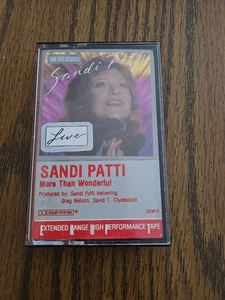 Sandi Patti
Live
SANDI PATTI
More Than Wonderful
Produced by: Sandi Patti Helvering
Greg Nelson, David T. Clydesdale
EXTENDED RANGE HIGH PERFORMANCE TAPE